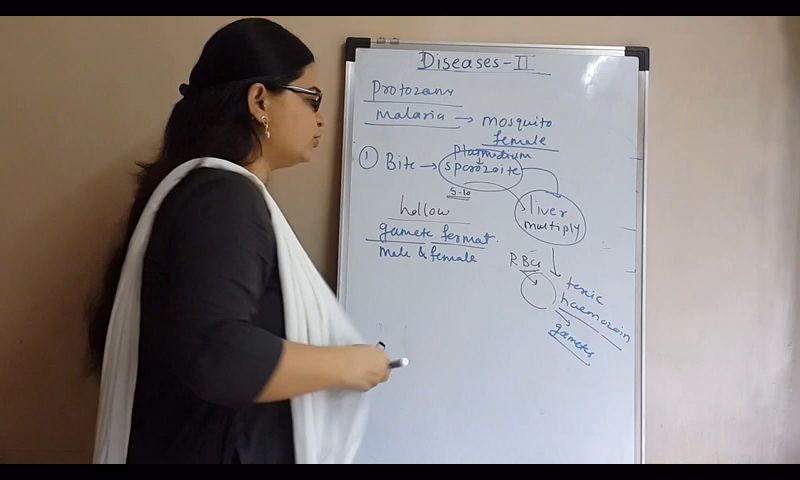 Diseases-II
Protozans
malaria → mosquito
female
① Bite → Plasmodium
sporozoite
5-10
hollow
gamete format.
male & female
liver
multiply
RBCs
toxic
haemozoin
gametes